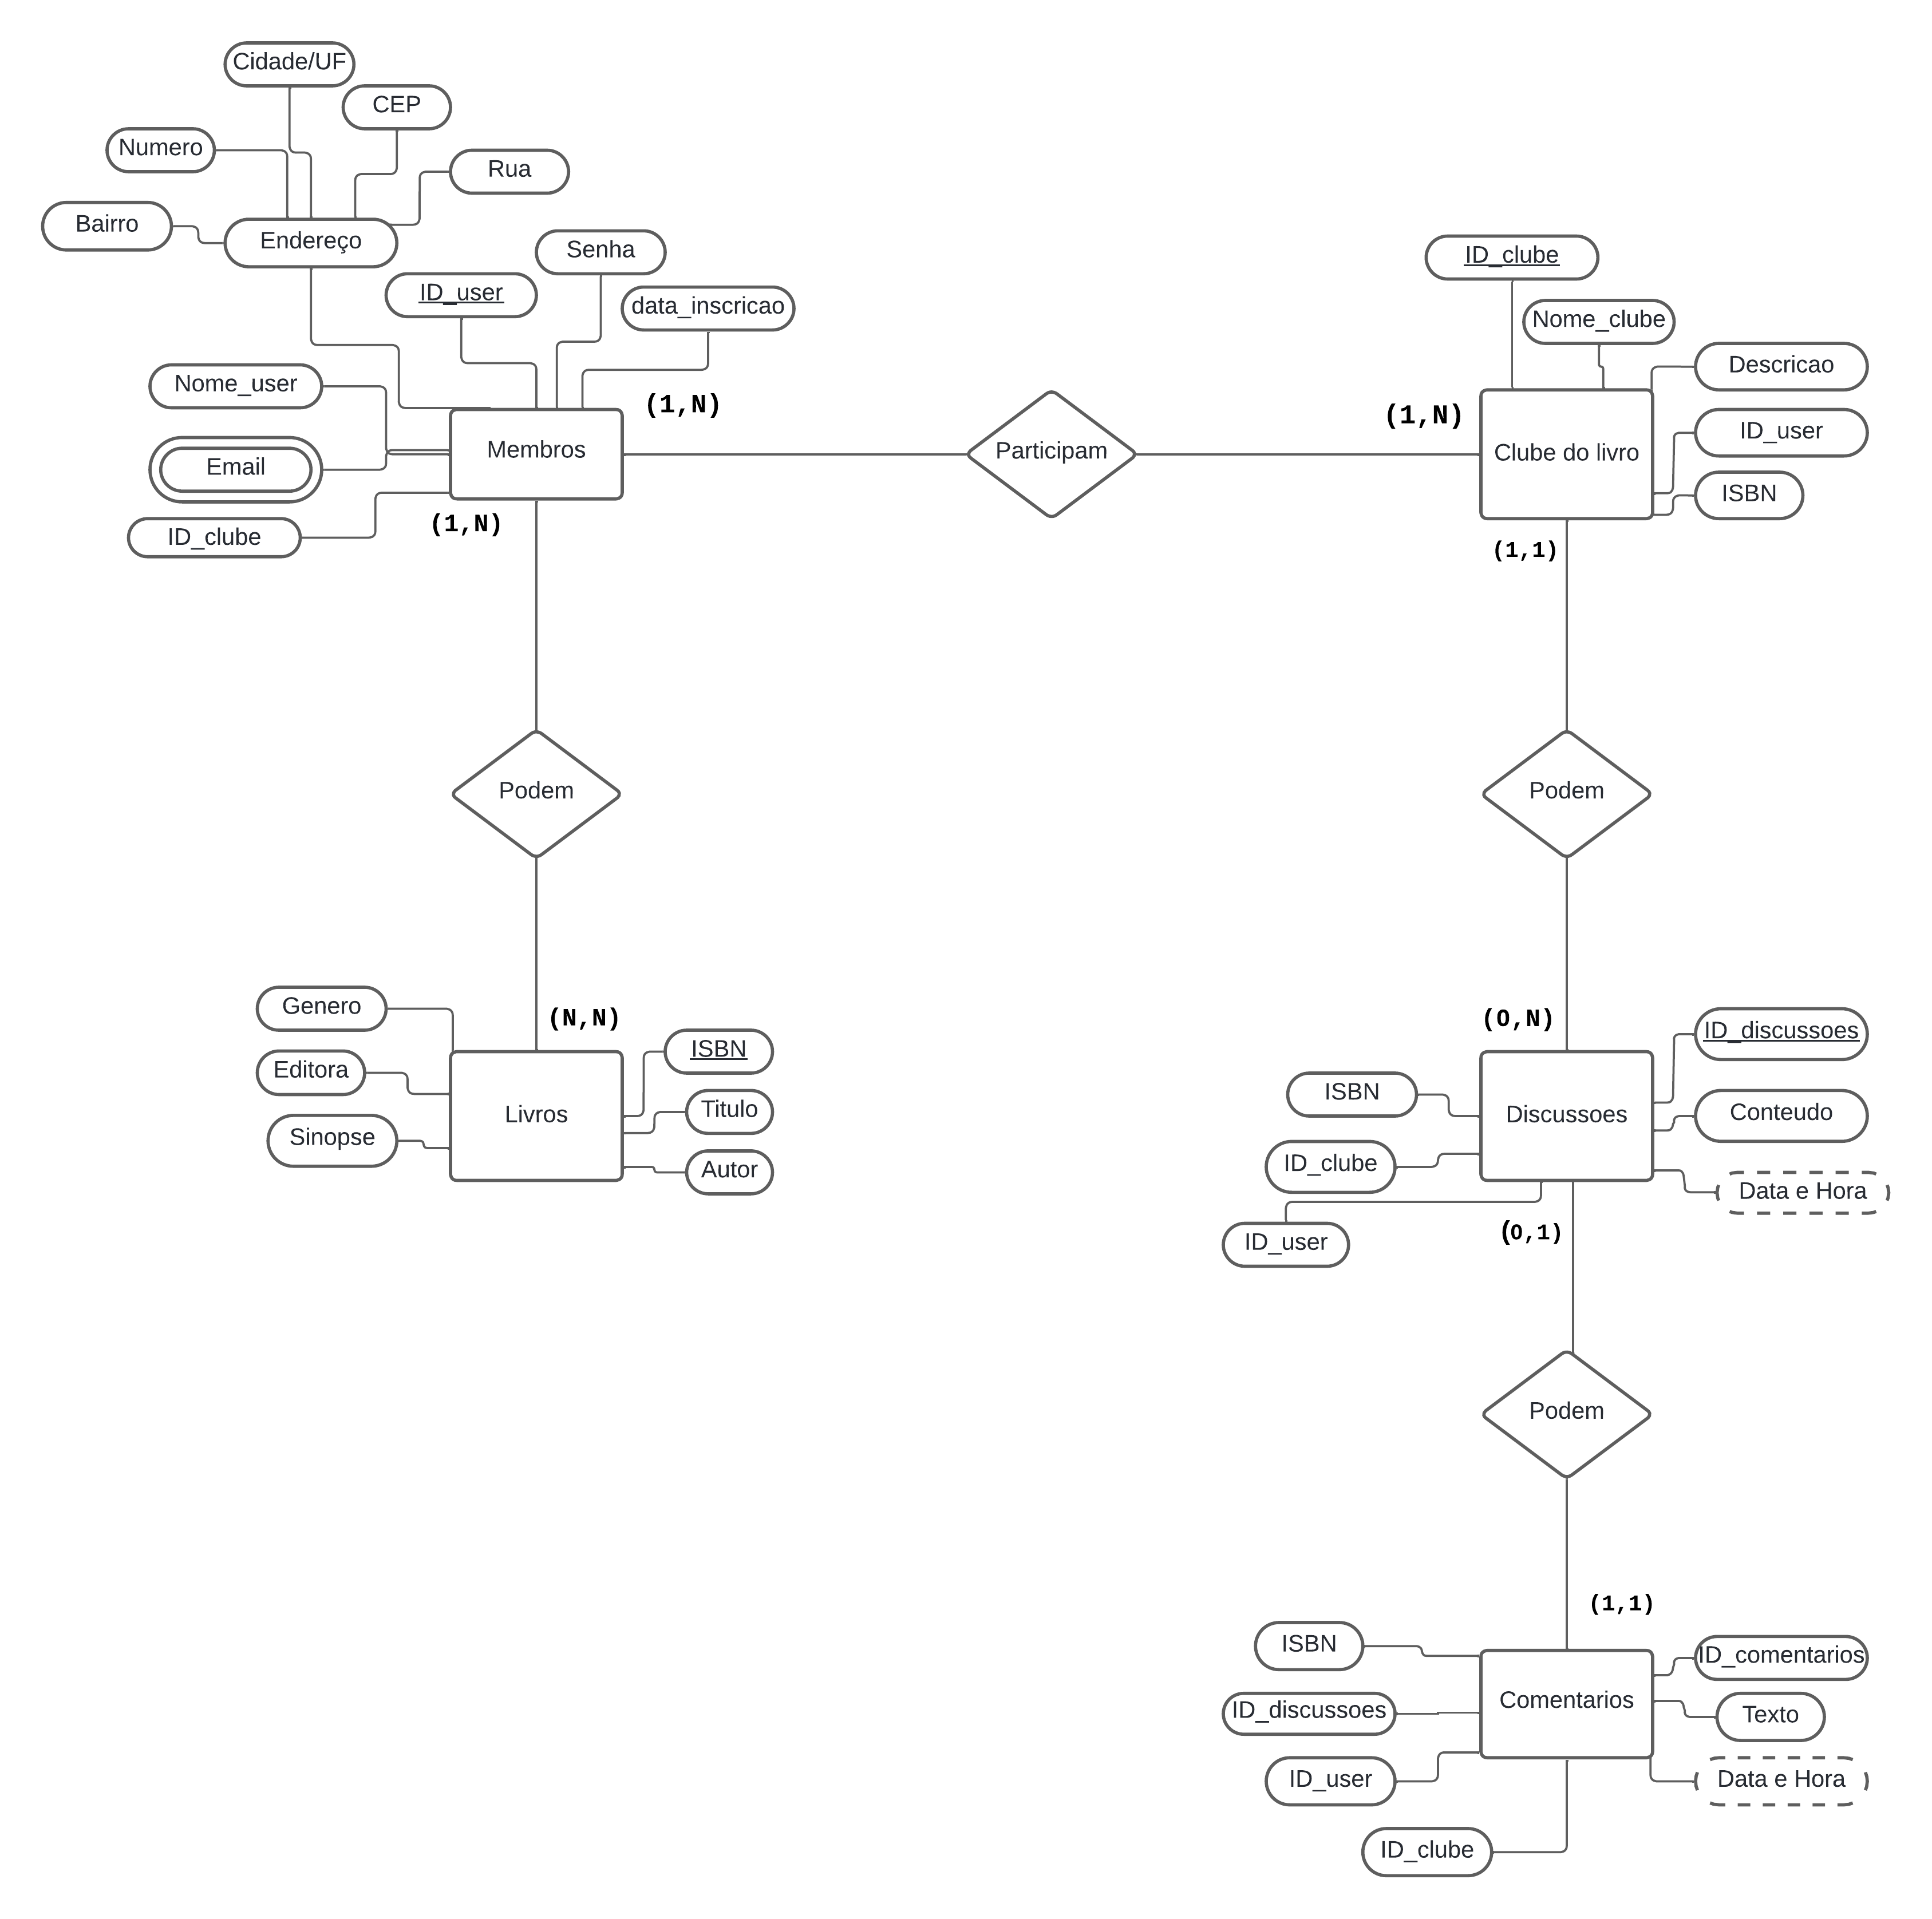 Cidade/UF
CEP
Numero
Rua
Bairro
Endereço
Senha
ID_user
data_inscricao
Nome_user
(1,N)
Membros
Email
ID_clube
(1,N)
Participam
ID_clube
Nome_clube
Descricao
(1,N)
ID_user
Clube do livro
ISBN
(1,1)
Podem
Podem
Genero
(N,N)
ISBN
Editora
Titulo
Livros
Sinopse
Autor
(0,N)
ID_discussoes
ISBN
Conteudo
Discussoes
ID_clube
Data e Hora
ID_user
(0,1)
Podem
(1,1)
ISBN
ID_comentarios
Comentarios
ID_discussoes
Texto
ID_user
Data e Hora
ID_clube